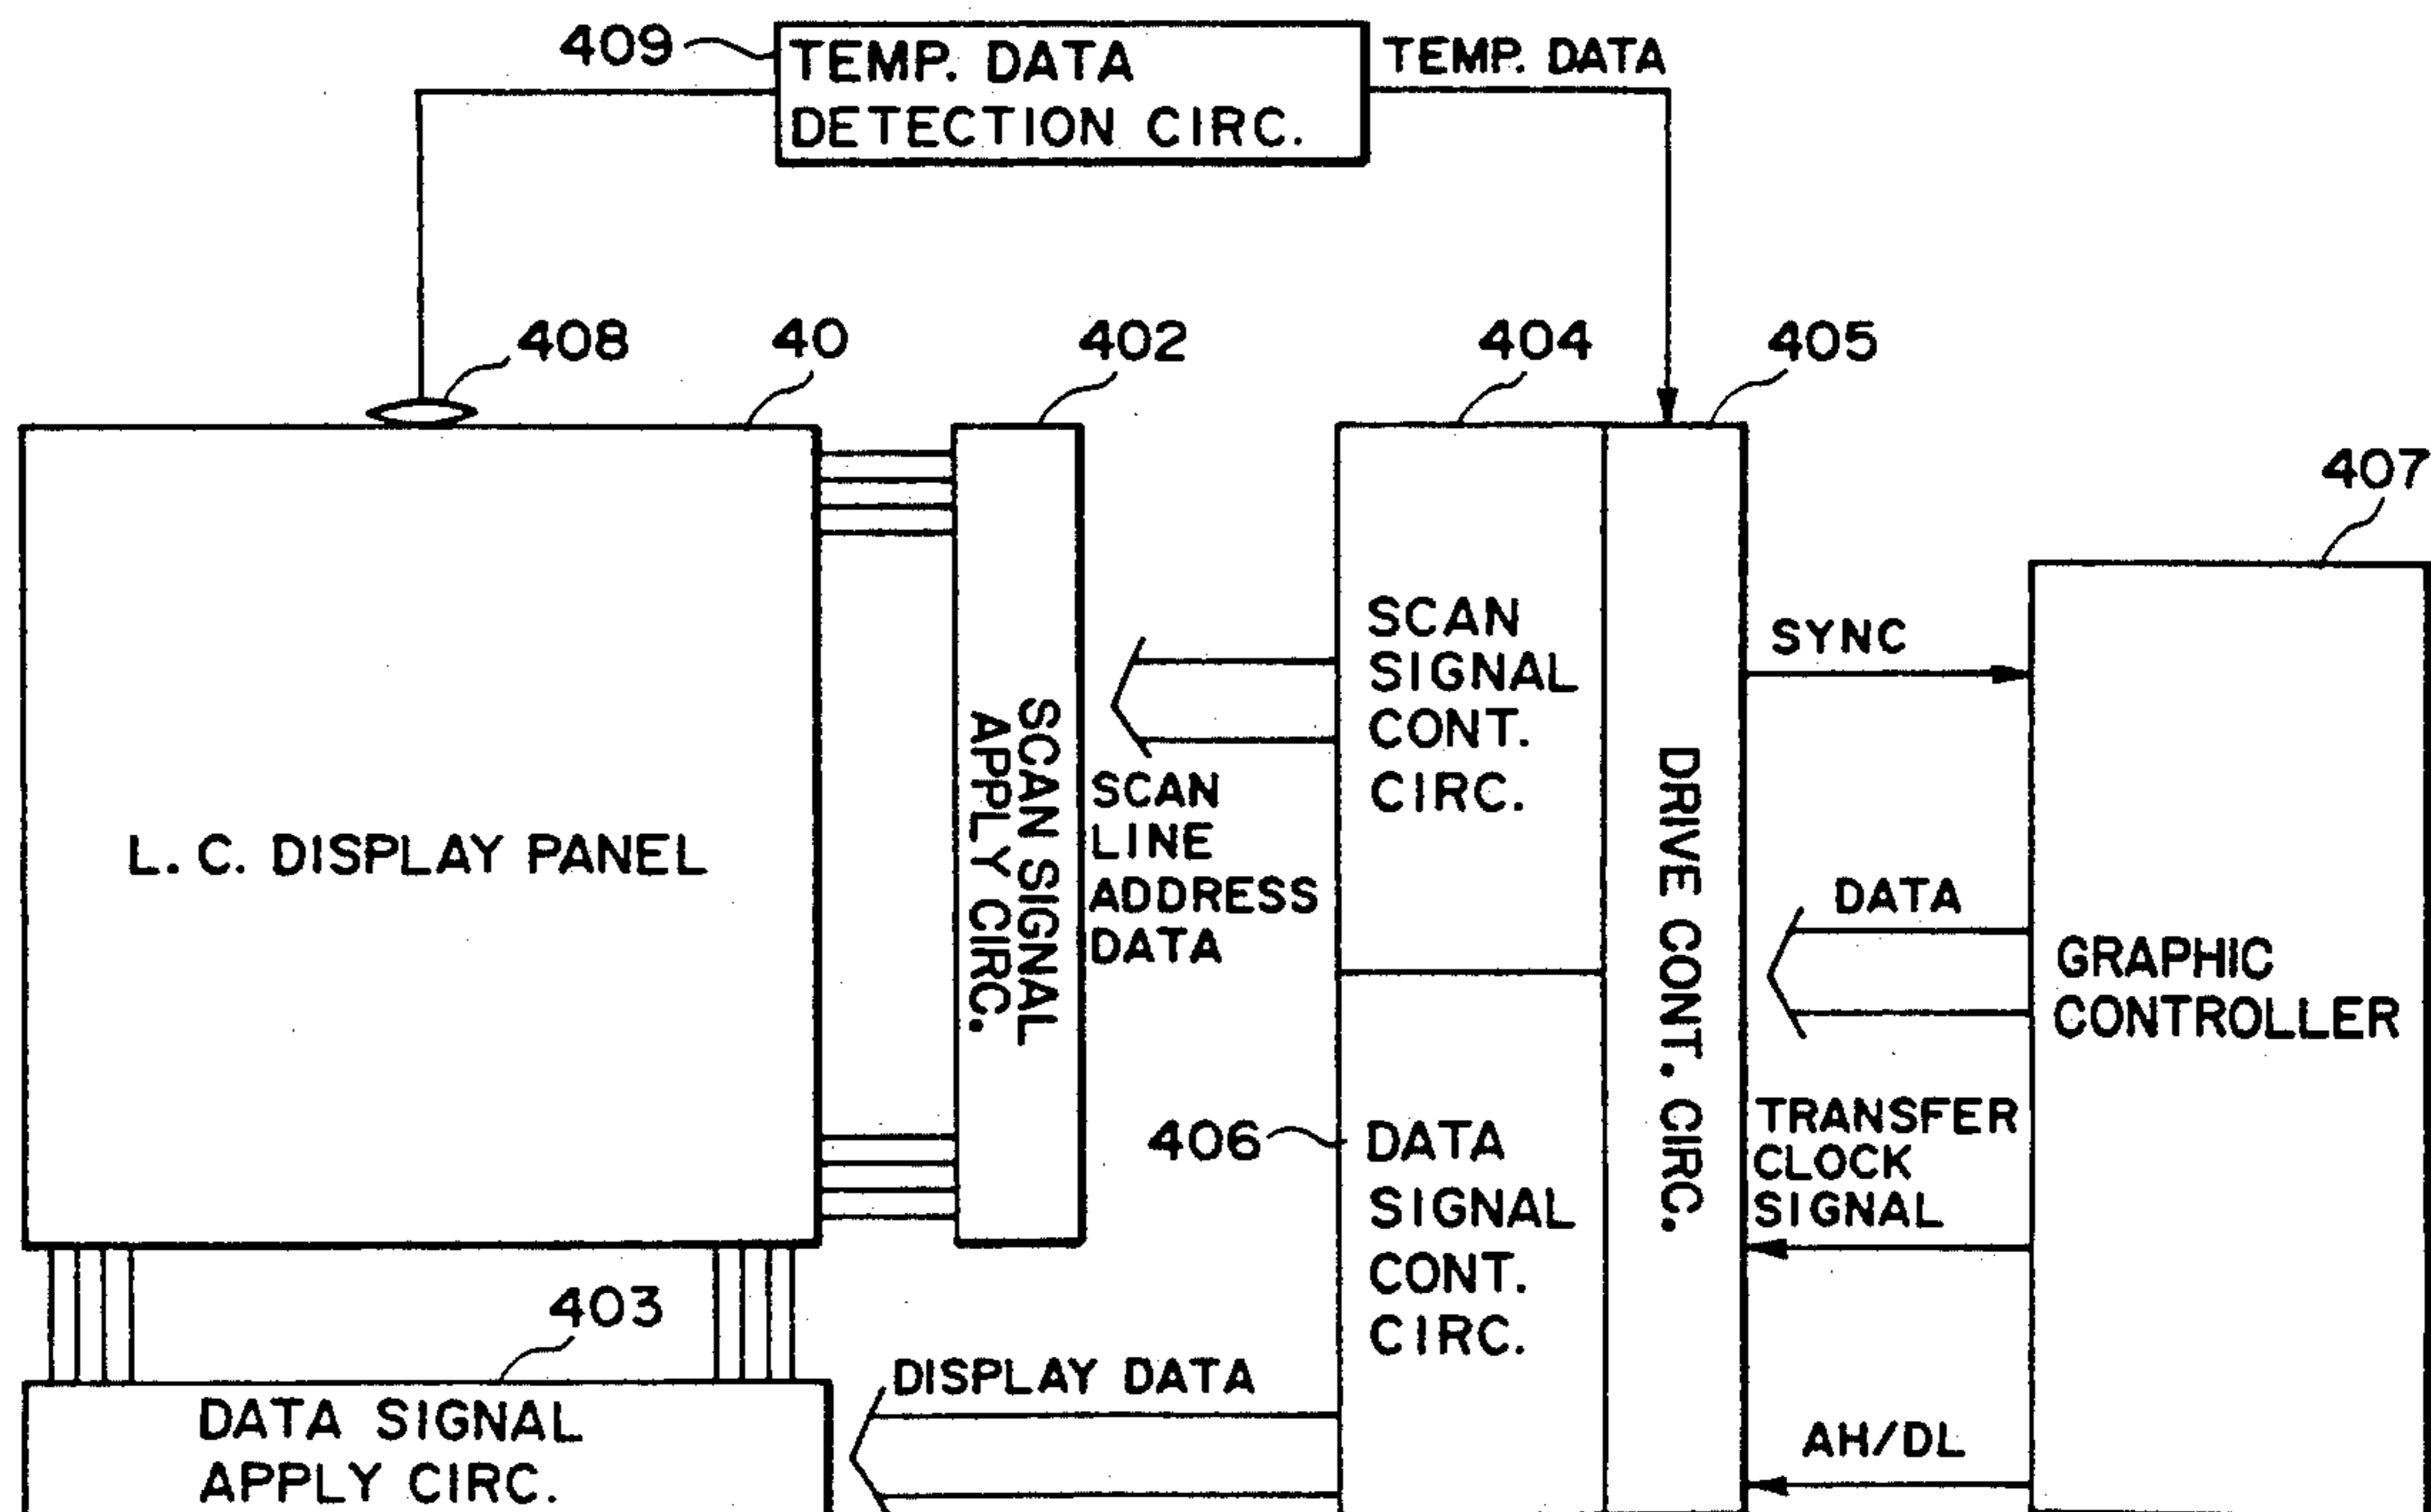 409
TEMP. DATA
DETECTION CIRC.
TEMP. DATA
408
40
402
404
405
407
L. C. DISPLAY PANEL
SCAN SIGNAL
APPLY CIRC.
SCAN
LINE
ADDRESS
DATA
SCAN
SIGNAL
CONT.
CIRC.
DRIVE CONT. CIRC.
SYNC
DATA
GRAPHIC
CONTROLLER
TRANSFER
CLOCK
SIGNAL
406
DATA
SIGNAL
CONT.
CIRC.
403
DATA SIGNAL
APPLY CIRC.
DISPLAY DATA
AH/DL